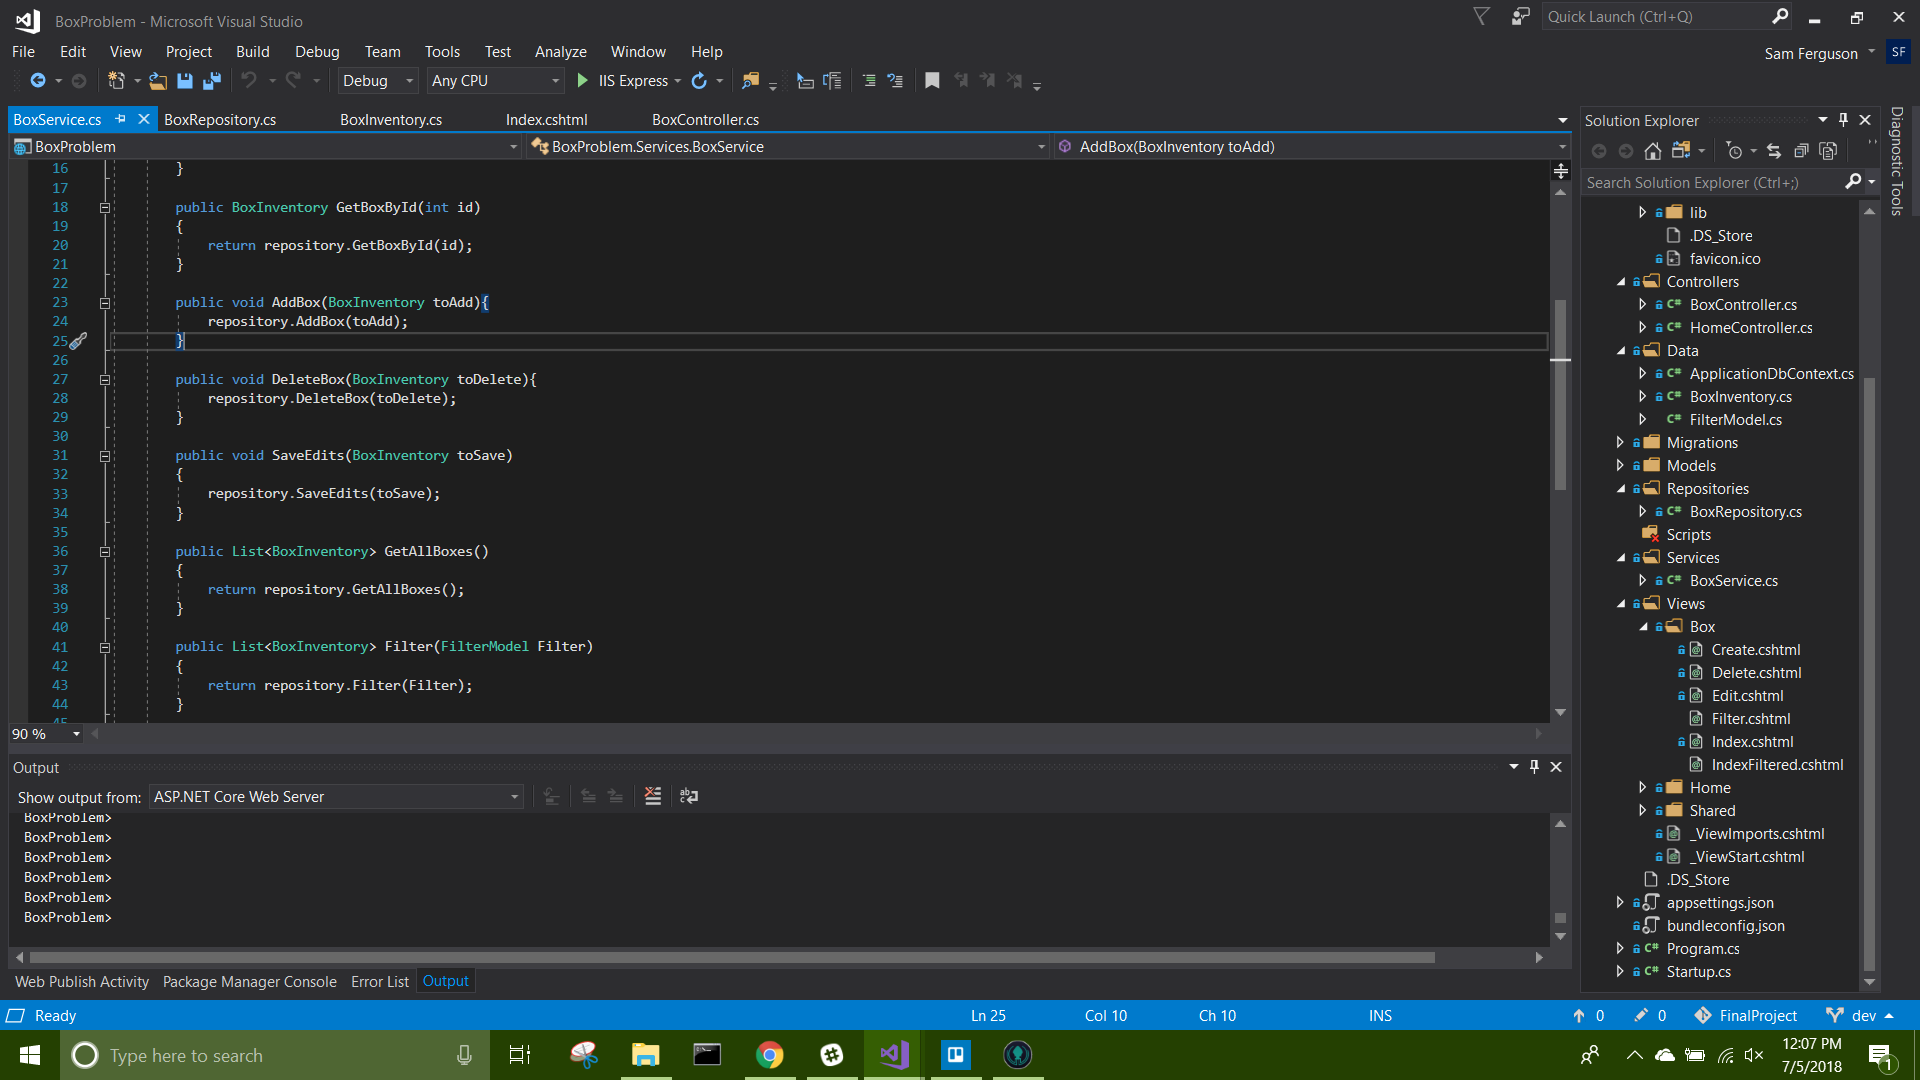 BoxProblem - Microsoft Visual Studio
Quick Launch (Ctrl+Q)
File Edit View Project Build Debug Team Tools Test Analyze Window Help
Sam Ferguson SF
Debug Any CPU IIS Express
BoxService.cs BoxRepository.cs BoxInventory.cs Index.cshtml BoxController.cs
BoxProblem BoxProblem.Services.BoxService AddBox(BoxInventory toAdd)
16 }
17
18 public BoxInventory GetBoxById(int id)
19 {
20 return repository.GetBoxById(id);
21 }
22
23 public void AddBox(BoxInventory toAdd){
24 repository.AddBox(toAdd);
25 }
26
27 public void DeleteBox(BoxInventory toDelete){
28 repository.DeleteBox(toDelete);
29 }
30
31 public void SaveEdits(BoxInventory toSave)
32 {
33 repository.SaveEdits(toSave);
34 }
35
36 public List<BoxInventory> GetAllBoxes()
37 {
38 return repository.GetAllBoxes();
39 }
40
41 public List<BoxInventory> Filter(FilterModel Filter)
42 {
43 return repository.Filter(Filter);
44 }
45
90 %
Output
Show output from: ASP.NET Core Web Server
BoxProblem>
BoxProblem>
BoxProblem>
BoxProblem>
BoxProblem>
BoxProblem>
Web Publish Activity Package Manager Console Error List Output
Solution Explorer
Search Solution Explorer (Ctrl+;)
lib
.DS_Store
favicon.ico
Controllers
C# BoxController.cs
C# HomeController.cs
Data
C# ApplicationDbContext.cs
C# BoxInventory.cs
C# FilterModel.cs
Migrations
Models
Repositories
C# BoxRepository.cs
Scripts
Services
C# BoxService.cs
Views
Box
Create.cshtml
Delete.cshtml
Edit.cshtml
Filter.cshtml
Index.cshtml
IndexFiltered.cshtml
Home
Shared
_ViewImports.cshtml
_ViewStart.cshtml
.DS_Store
appsettings.json
bundleconfig.json
C# Program.cs
C# Startup.cs
Diagnostic Tools
Ready Ln 25 Col 10 Ch 10 INS 0 0 FinalProject dev
Type here to search
12:07 PM
7/5/2018
1